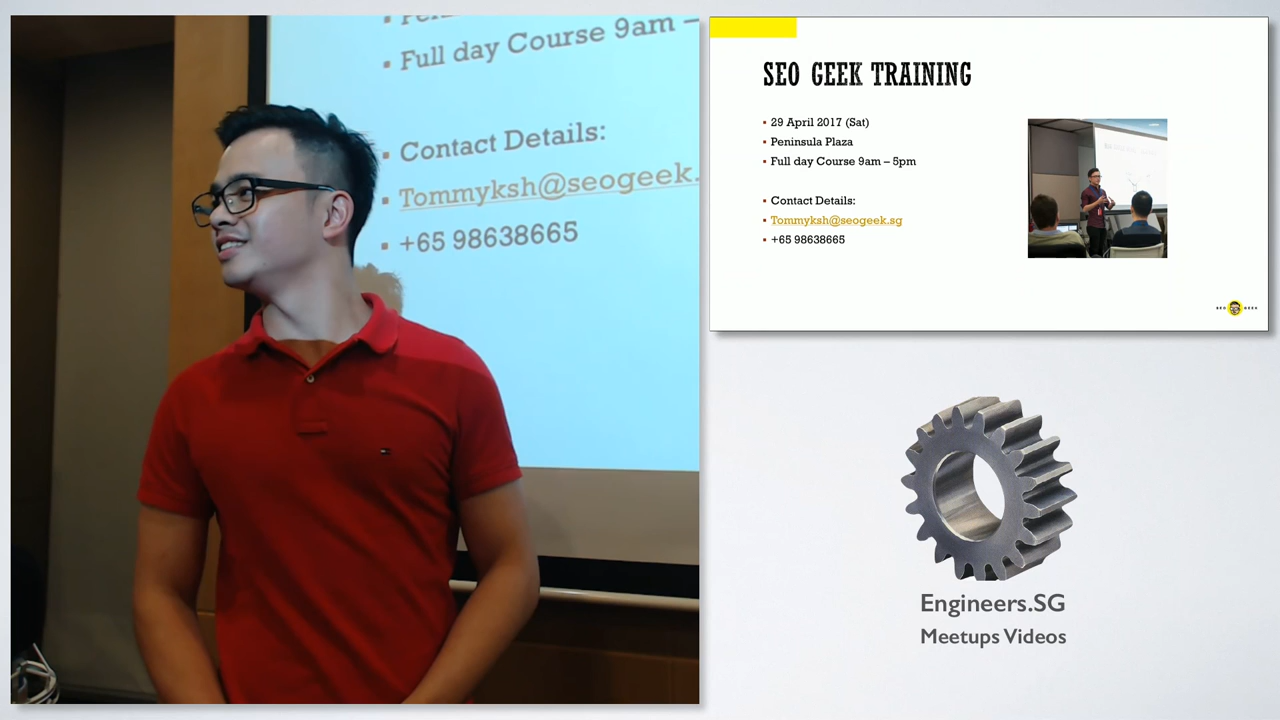 Full day Course 9am –
Contact Details:
Tommyksh@seogeek.
+65 98638665
SEO GEEK TRAINING
29 April 2017 (Sat)
Peninsula Plaza
Full day Course 9am – 5pm
Contact Details:
Tommyksh@seogeek.sg
+65 98638665
Engineers.SG
Meetups Videos